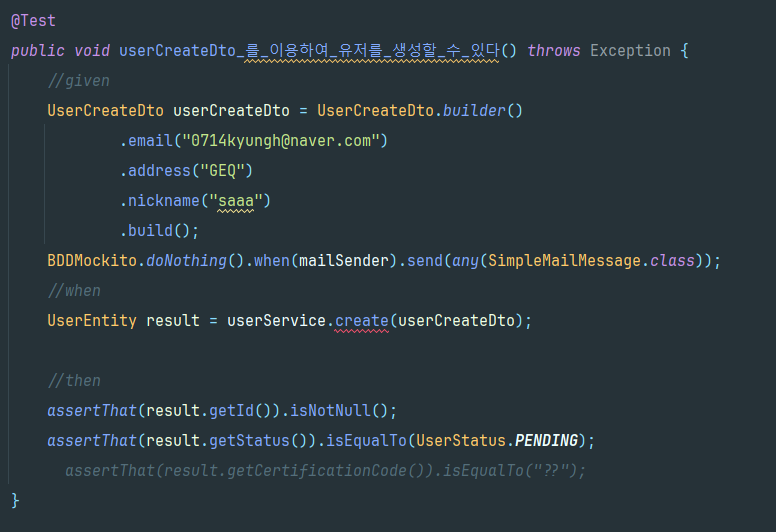 @Test
public void userCreateDto_를_이용하여_유저를_생성할_수_있다() throws Exception {
//given
UserCreateDto userCreateDto = UserCreateDto.builder()
.email("0714kyungh@naver.com")
.address("GEQ")
.nickname("saaa")
.build();
BDDMockito.doNothing().when(mailSender).send(any(SimpleMailMessage.class));
//when
UserEntity result = userService.create(userCreateDto);
//then
assertThat(result.getId()).isNotNull();
assertThat(result.getStatus()).isEqualTo(UserStatus.PENDING);
assertThat(result.getCertificationCode()).isEqualTo("??");
}